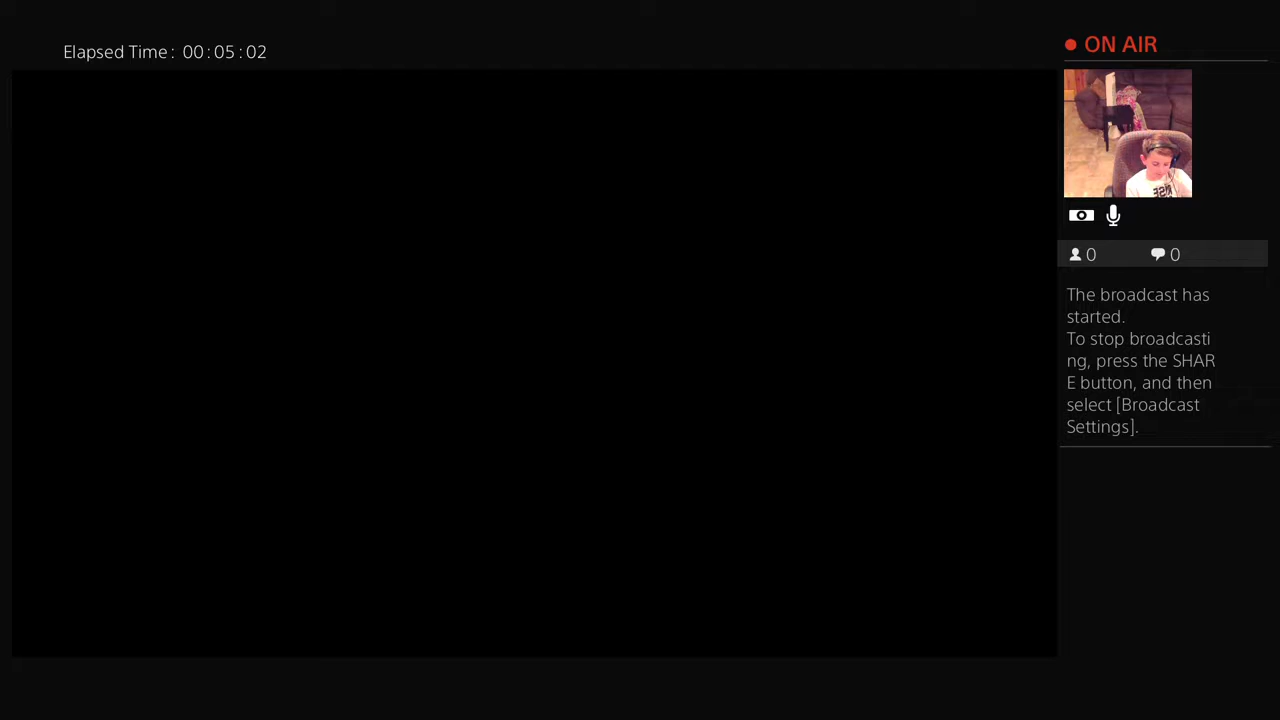 Elapsed Time: 00:05:02
ON AIR
0 0
The broadcast has
started.
To stop broadcasti
ng, press the SHAR
E button, and then
select [Broadcast
Settings].